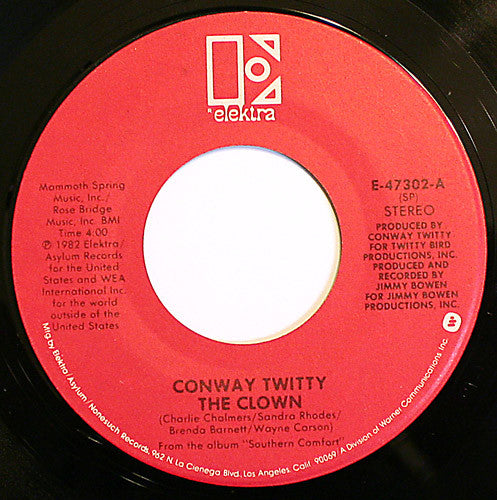 elektra
Mammoth Spring
Music, Inc./
Rose Bridge
Music, Inc. BMI
Time 4:00
℗ 1982 Elektra/
Asylum Records
for the United
States and WEA
International Inc.
for the world
outside of the
United States
E-47302-A
(SP)
STEREO
PRODUCED BY
CONWAY TWITTY
FOR TWITTY BIRD
PRODUCTIONS, INC.
PRODUCED AND
RECORDED BY
JIMMY BOWEN
FOR JIMMY BOWEN
PRODUCTIONS, INC.
CONWAY TWITTY
THE CLOWN
(Charlie Chalmers/Sandra Rhodes/
Brenda Barnett/Wayne Carson)
From the album "Southern Comfort"
Mfg by Elektra/Asylum/Nonesuch Records, 962 N. La Cienega Blvd, Los Angeles, Calif. 90069/A Division of Warner Communications Inc.